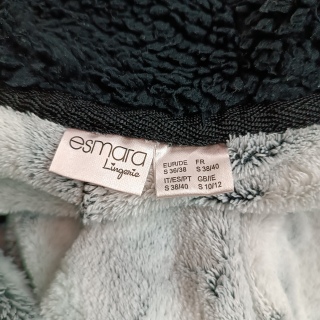 esmara
Lingerie
EUR/DE FR
S 36/38 S 38/40
IT/ES/PT GB/IE
S 38/40 S 10/12